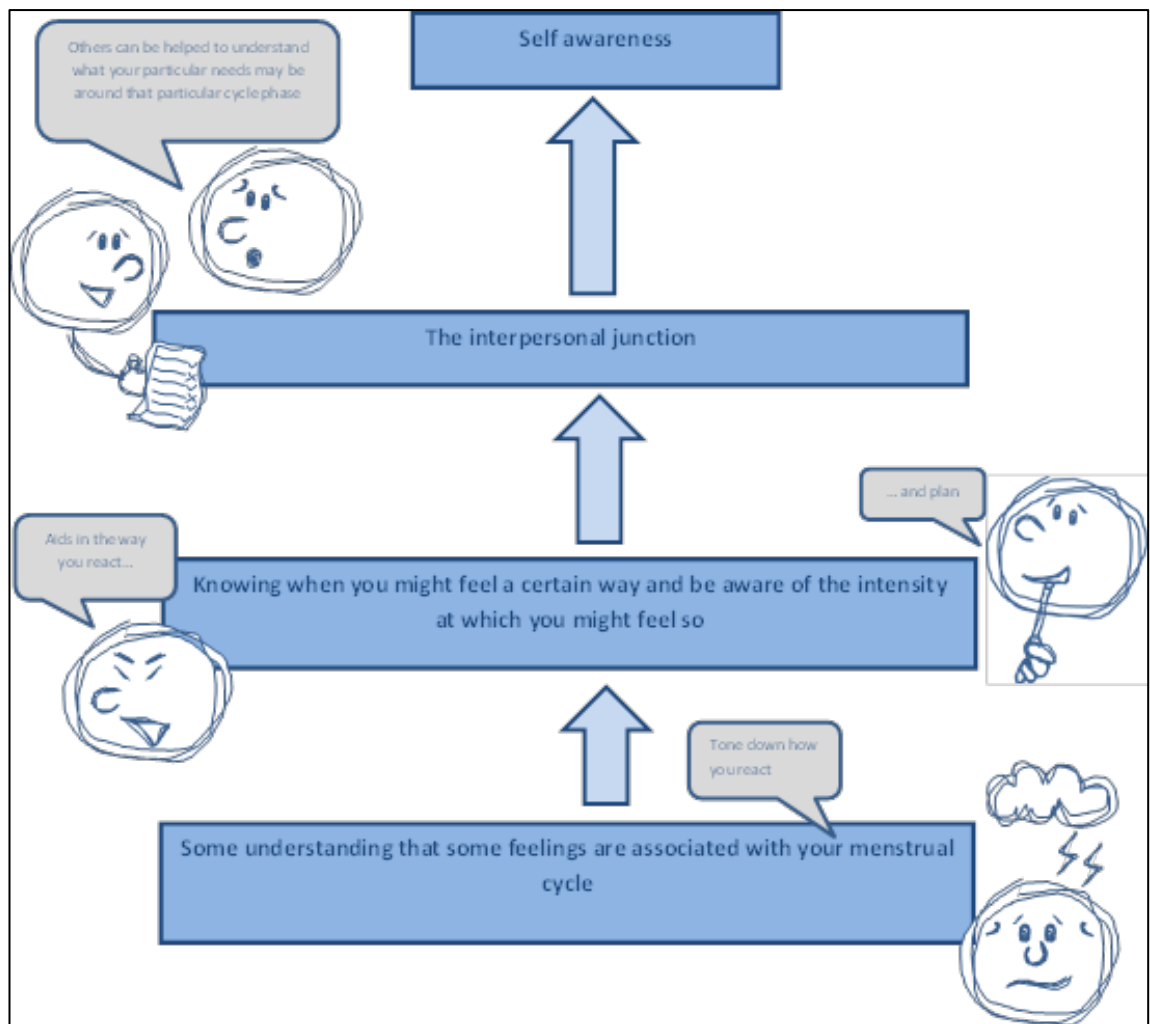 Self awareness
Others can be helped to understand
what your particular needs may be
around that particular cycle phase
The interpersonal junction
... and plan
Aids in the way
you react...
Knowing when you might feel a certain way and be aware of the intensity
at which you might feel so
Tone down how
you react
Some understanding that some feelings are associated with your menstrual
cycle